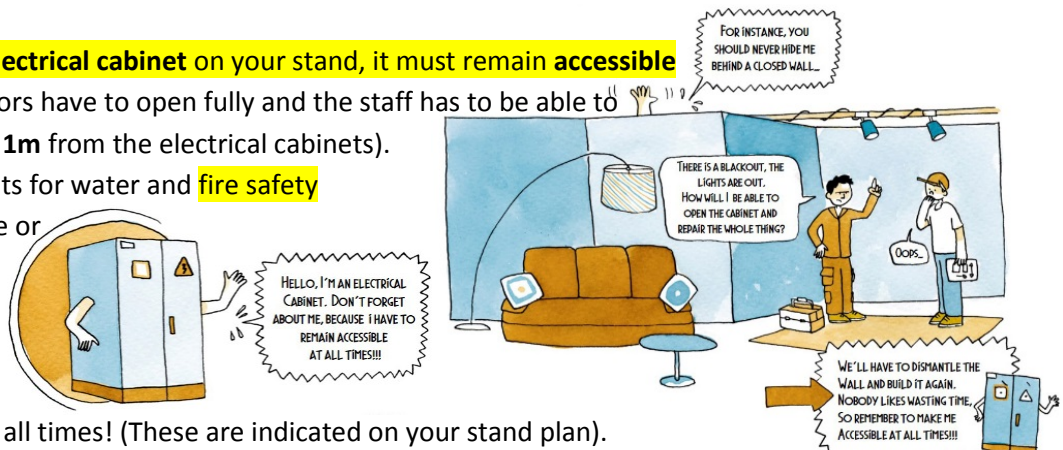 ectrical cabinet on your stand, it must remain accessible
ors have to open fully and the staff has to be able to
1m from the electrical cabinets).
ts for water and fire safety
e or
HELLO, I'M AN ELECTRICAL
CABINET. DON'T FORGET
ABOUT ME, BECAUSE I HAVE TO
REMAIN ACCESSIBLE
AT ALL TIMES!!!
all times! (These are indicated on your stand plan).
FOR INSTANCE, YOU
SHOULD NEVER HIDE ME
BEHIND A CLOSED WALL...
THERE IS A BLACKOUT, THE
LIGHTS ARE OUT.
HOW WILL I BE ABLE TO
OPEN THE CABINET AND
REPAIR THE WHOLE THING?
OOPS...
WE'LL HAVE TO DISMANTLE THE
WALL AND BUILD IT AGAIN.
NOBODY LIKES WASTING TIME,
SO REMEMBER TO MAKE ME
ACCESSIBLE AT ALL TIMES!!!